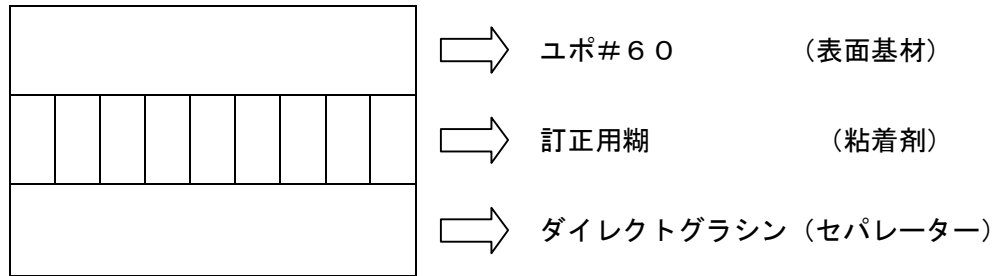 ユポ＃６０　（表面基材）
訂正用糊　（粘着剤）
ダイレクトグラシン（セパレーター）